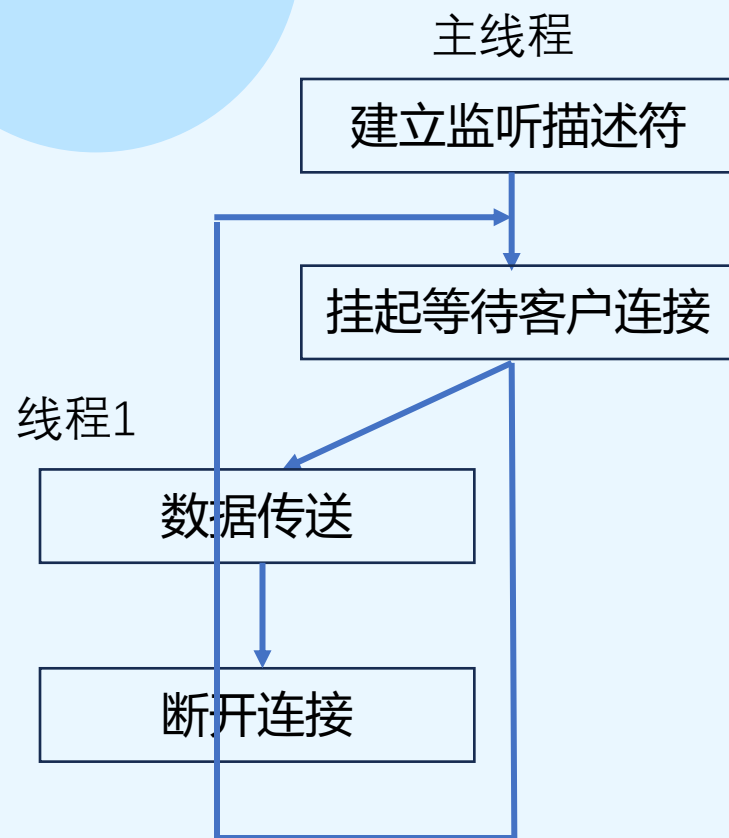 主线程
建立监听描述符
挂起等待客户连接
线程1
数据传送
断开连接